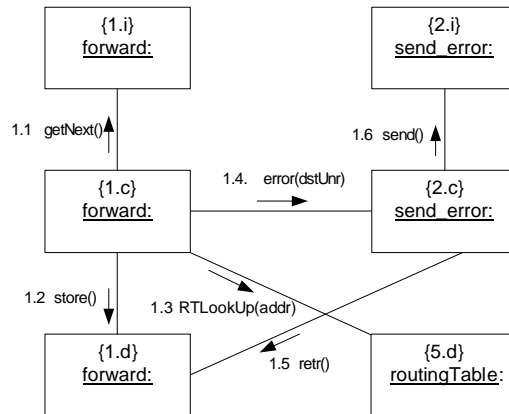 {1.i}
forward:
{2.i}
send_error:
1.1 getNext()
1.6 send()
{1.c}
forward:
1.4. error(dstUnr)
{2.c}
send_error:
1.2 store()
1.3 RTLookUp(addr)
1.5 retr()
{1.d}
forward:
{5.d}
routingTable: